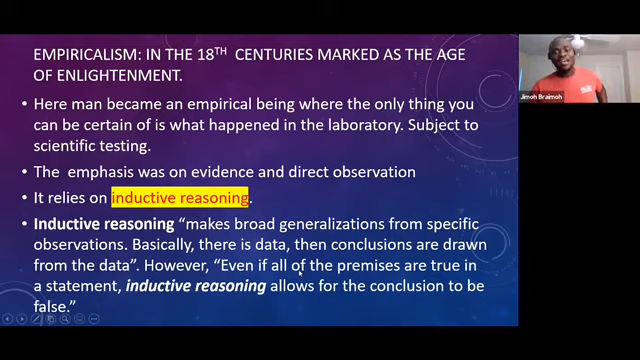 EMPIRICALISM: IN THE 18TH CENTURIES MARKED AS THE AGE
OF ENLIGHTENMENT.
• Here man became an empirical being where the only thing you
can be certain of is what happened in the laboratory. Subject to
scientific testing.
• The emphasis was on evidence and direct observation
• It relies on inductive reasoning.
• Inductive reasoning “makes broad generalizations from specific
observations. Basically, there is data, then conclusions are drawn
from the data”. However, “Even if all of the premises are true in
a statement, inductive reasoning allows for the conclusion to be
false.”
Jimoh Braimoh